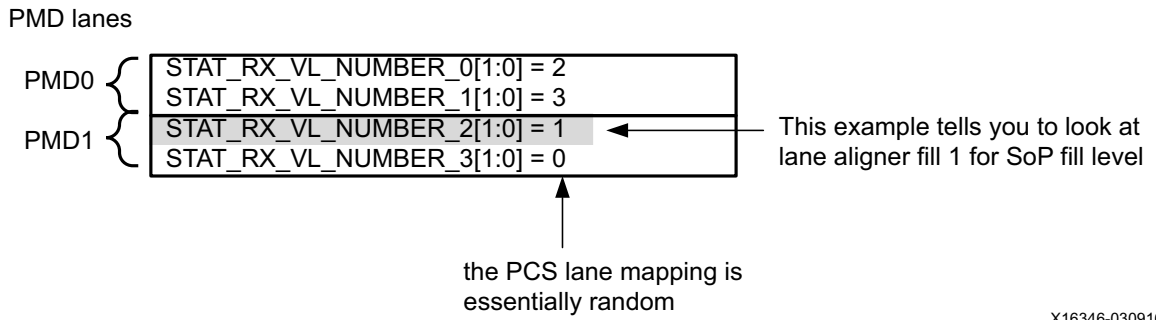 PMD lanes
PMD0
STAT_RX_VL_NUMBER_0[1:0] = 2
STAT_RX_VL_NUMBER_1[1:0] = 3
PMD1
STAT_RX_VL_NUMBER_2[1:0] = 1
STAT_RX_VL_NUMBER_3[1:0] = 0
This example tells you to look at
lane aligner fill 1 for SoP fill level
the PCS lane mapping is
essentially random